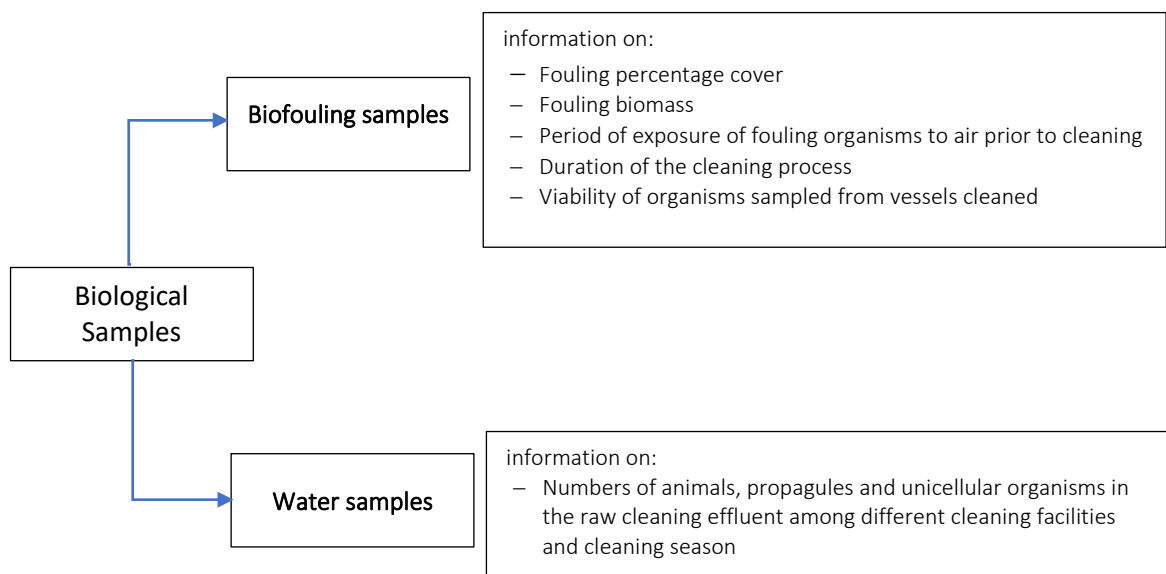 information on:
– Fouling percentage cover
– Fouling biomass
– Period of exposure of fouling organisms to air prior to cleaning
– Duration of the cleaning process
– Viability of organisms sampled from vessels cleaned
Biofouling samples
Biological
Samples
Water samples
information on:
– Numbers of animals, propagules and unicellular organisms in
the raw cleaning effluent among different cleaning facilities
and cleaning season